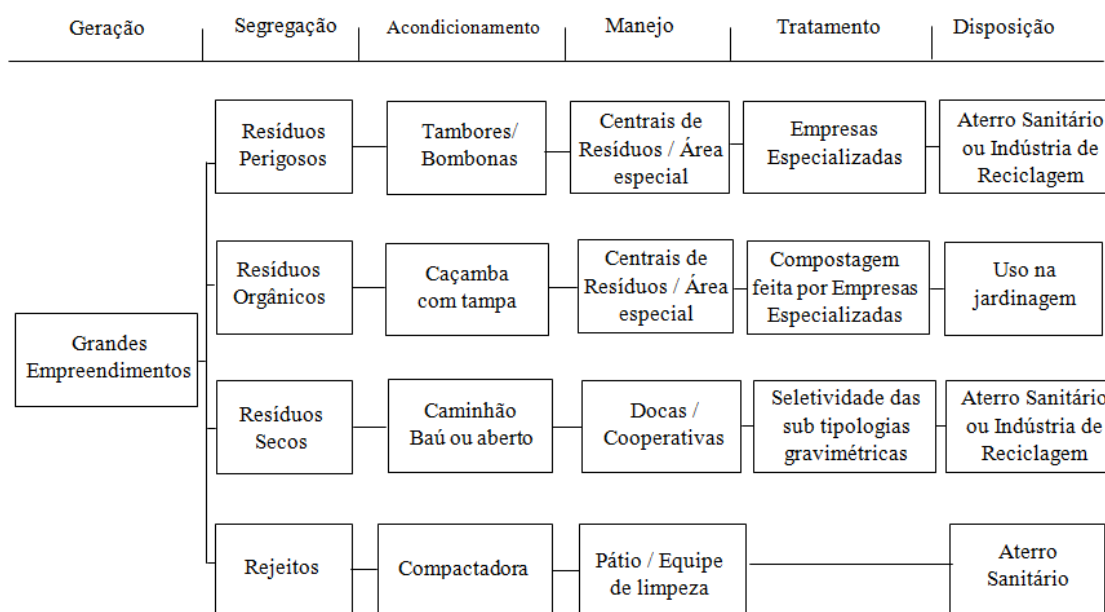 Geração
Segregação
Acondicionamento
Manejo
Tratamento
Disposição
Resíduos
Perigosos
Tambores/
Bombonas
Centrais de
Resíduos / Área
especial
Empresas
Especializadas
Aterro Sanitário
ou Indústria de
Reciclagem
Resíduos
Orgânicos
Caçamba
com tampa
Centrais de
Resíduos / Área
especial
Compostagem
feita por Empresas
Especializadas
Uso na
jardinagem
Grandes
Empreendimentos
Resíduos
Secos
Caminhão
Baú ou aberto
Docas /
Cooperativas
Seletividade das
sub tipologias
gravimétricas
Aterro Sanitário
ou Indústria de
Reciclagem
Rejeitos
Compactadora
Pátio / Equipe
de limpeza
Aterro
Sanitário